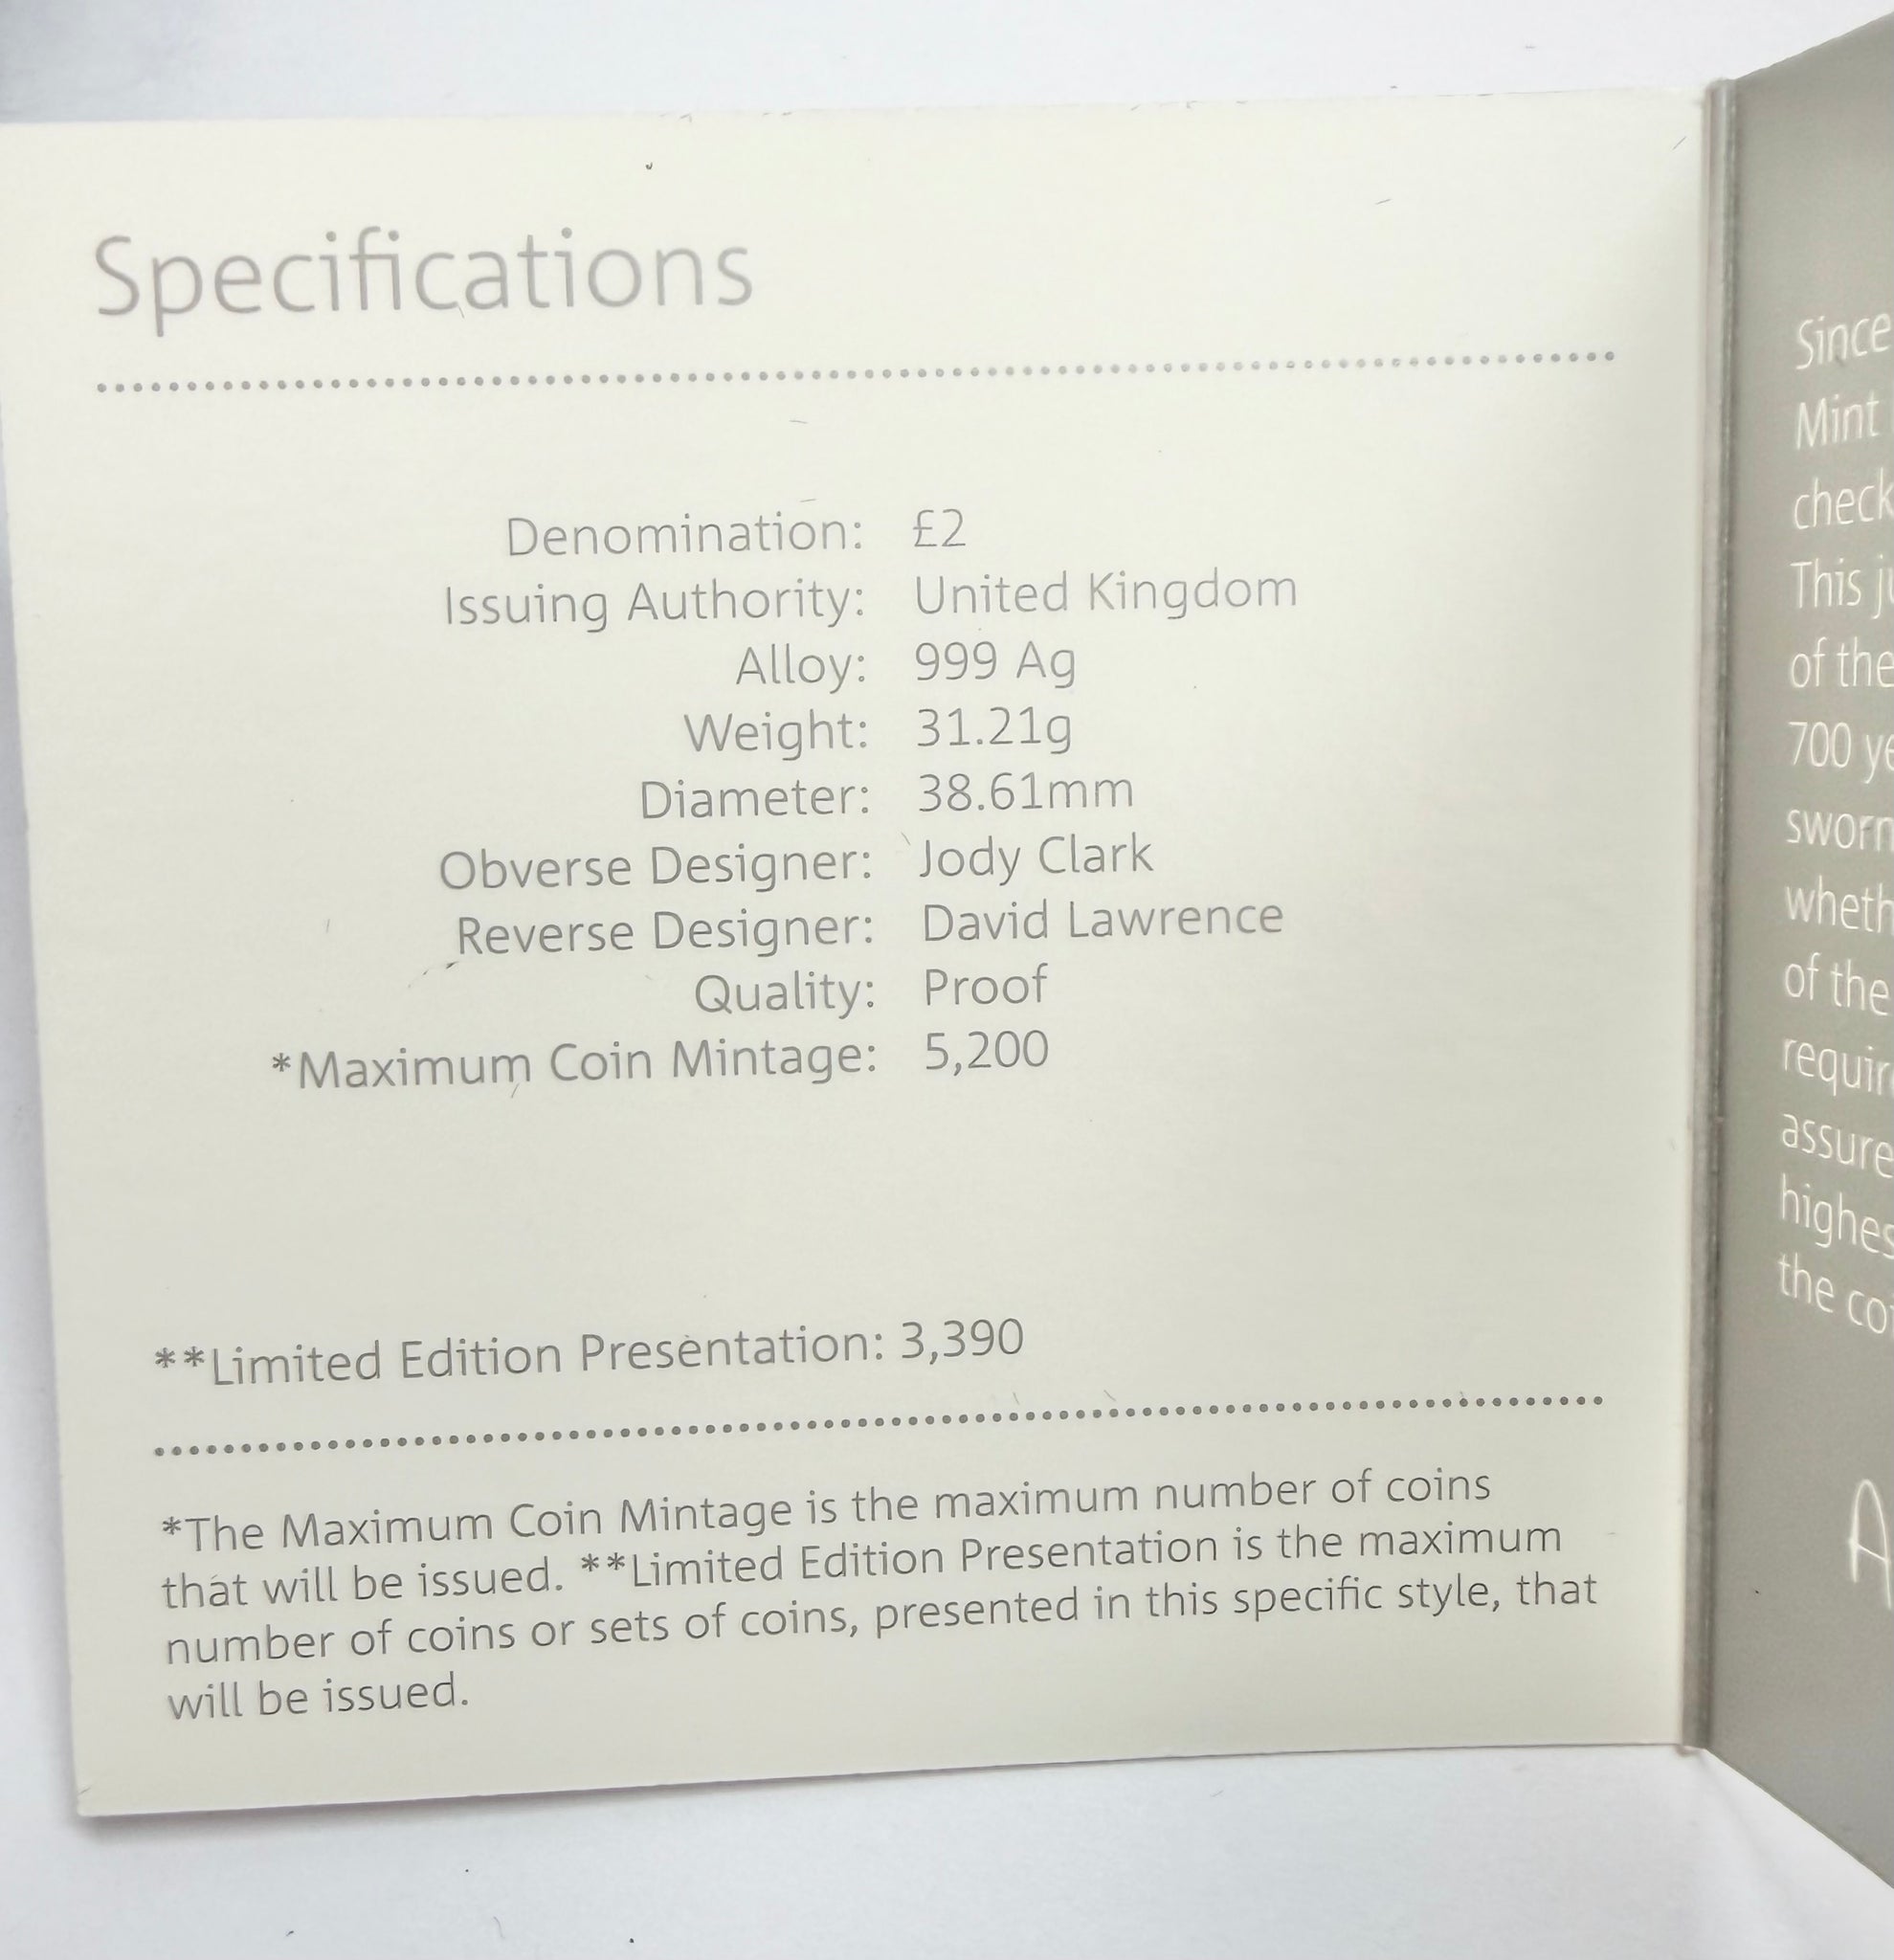 Specifications
Denomination: £2
Issuing Authority: United Kingdom
Alloy: 999 Ag
Weight: 31.21g
Diameter: 38.61mm
Obverse Designer: Jody Clark
Reverse Designer: David Lawrence
Quality: Proof
*Maximum Coin Mintage: 5,200
**Limited Edition Presentation: 3,390
*The Maximum Coin Mintage is the maximum number of coins
that will be issued. **Limited Edition Presentation is the maximum
number of coins or sets of coins, presented in this specific style, that
will be issued.
Since
Mint
check
This
of the
700
sworn
of the
the